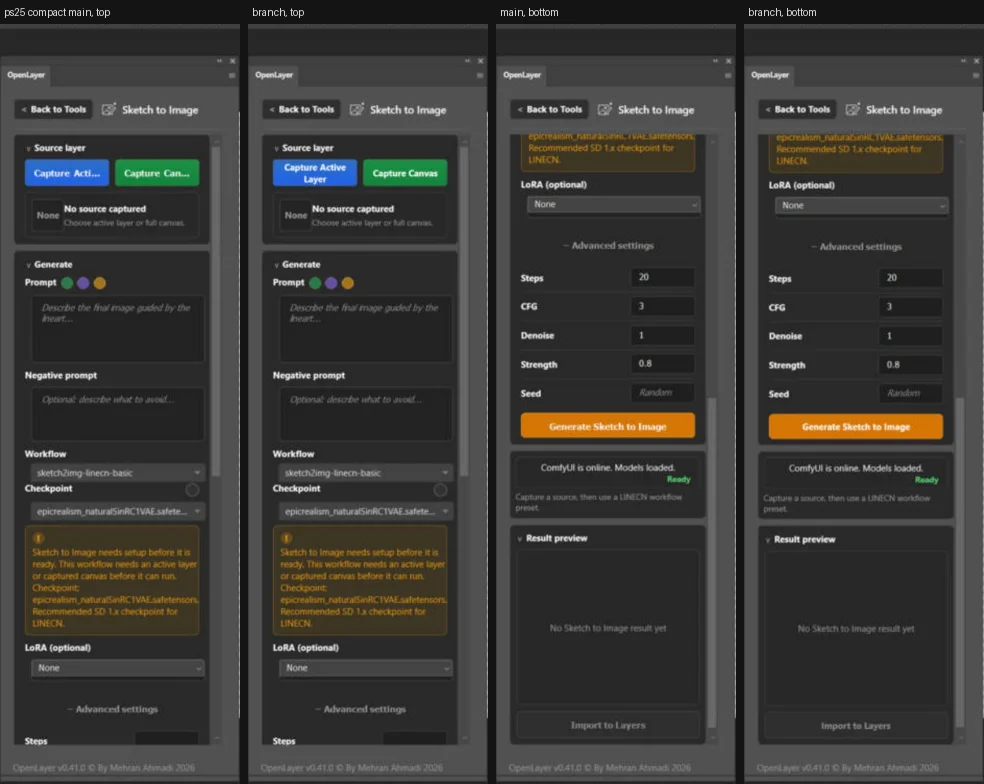 ps25 compact main, top
OpenLayer
< Back to Tools
Sketch to Image
Source layer
Capture Acti...
Capture Can...
None
No source captured
Choose active layer or full canvas.
Generate
Prompt
Describe the final image guided by the
lineart...
Negative prompt
Optional: describe what to avoid...
Workflow
sketch2img-linecn-basic
Checkpoint
epicrealism_naturalSinRC1VAE.safete...
!
Sketch to Image needs setup before it is
ready. This workflow needs an active layer
or captured canvas before it can run.
Checkpoint:
epicrealism_naturalSinRC1VAE.safetensors.
Recommended SD 1.x checkpoint for
LINECN.
LoRA (optional)
None
− Advanced settings
Steps
OpenLayer v0.41.0 © By Mehran Ahmadi 2026
branch, top
OpenLayer
< Back to Tools
Sketch to Image
Source layer
Capture Active
Layer
Capture Canvas
None
No source captured
Choose active layer or full canvas.
Generate
Prompt
Describe the final image guided by the
lineart...
Negative prompt
Optional: describe what to avoid...
Workflow
sketch2img-linecn-basic
Checkpoint
epicrealism_naturalSinRC1VAE.safete...
!
Sketch to Image needs setup before it is
ready. This workflow needs an active layer
or captured canvas before it can run.
Checkpoint:
epicrealism_naturalSinRC1VAE.safetensors.
Recommended SD 1.x checkpoint for
LINECN.
LoRA (optional)
None
− Advanced settings
Steps
OpenLayer v0.41.0 © By Mehran Ahmadi 2026
main, bottom
OpenLayer
< Back to Tools
Sketch to Image
epicrealism_naturalSinRC1VAE.safetensors.
Recommended SD 1.x checkpoint for
LINECN.
LoRA (optional)
None
− Advanced settings
Steps
20
CFG
3
Denoise
1
Strength
0.8
Seed
Random
Generate Sketch to Image
ComfyUI is online. Models loaded.
Ready
Capture a source, then use a LINECN workflow
preset.
Result preview
No Sketch to Image result yet
Import to Layers
OpenLayer v0.41.0 © By Mehran Ahmadi 2026
branch, bottom
OpenLayer
< Back to Tools
Sketch to Image
epicrealism_naturalSinRC1VAE.safetensors.
Recommended SD 1.x checkpoint for
LINECN.
LoRA (optional)
None
− Advanced settings
Steps
20
CFG
3
Denoise
1
Strength
0.8
Seed
Random
Generate Sketch to Image
ComfyUI is online. Models loaded.
Ready
Capture a source, then use a LINECN workflow
preset.
Result preview
No Sketch to Image result yet
Import to Layers
OpenLayer v0.41.0 © By Mehran Ahmadi 2026